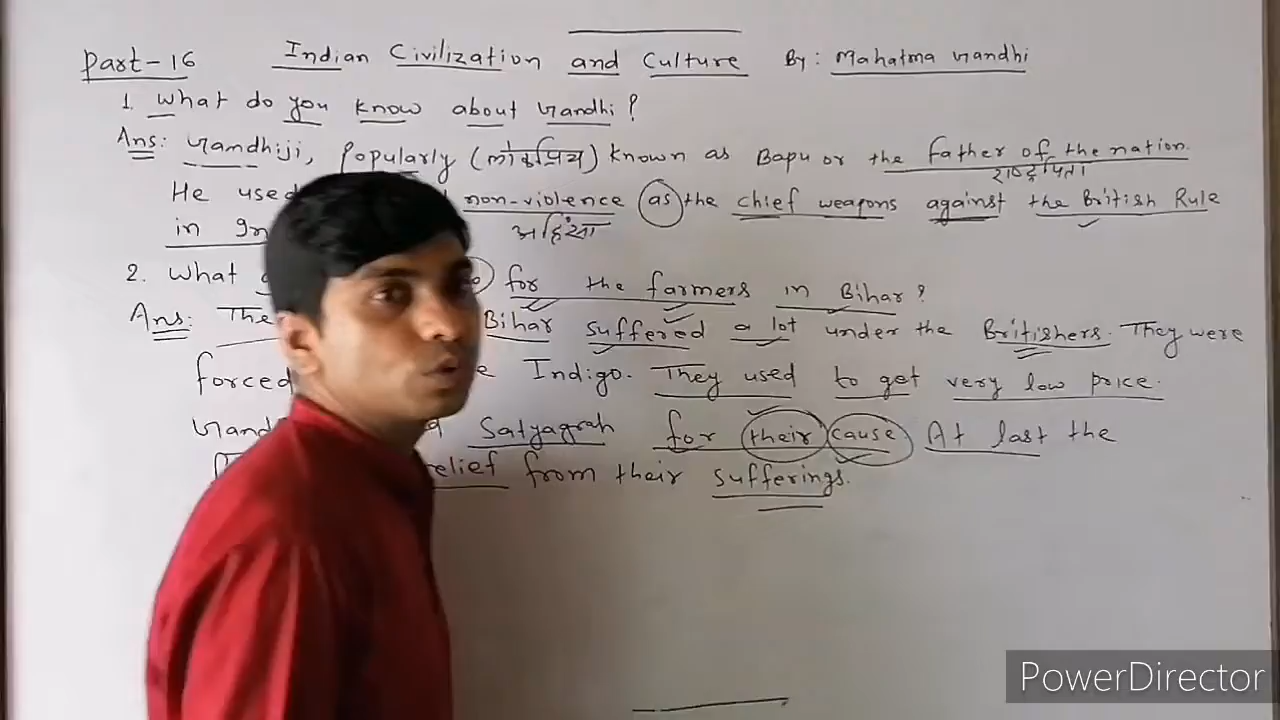 Part-16 Indian Civilization and Culture By: Mahatma Gandhi
1. What do you know about Gandhi?
Ans: Gandhiji, popularly (लोकप्रिय) known as Bapu or the father of the nation.
राष्ट्रपिता
He used non-violence as the chief weapons against the British Rule
in अहिंसा
2. What for the farmers in Bihar?
Ans: The Bihar suffered a lot under the Britishers. They were
forced Indigo. They used to get very low price.
Satyagrah for their cause At last the
from their sufferings.
PowerDirector